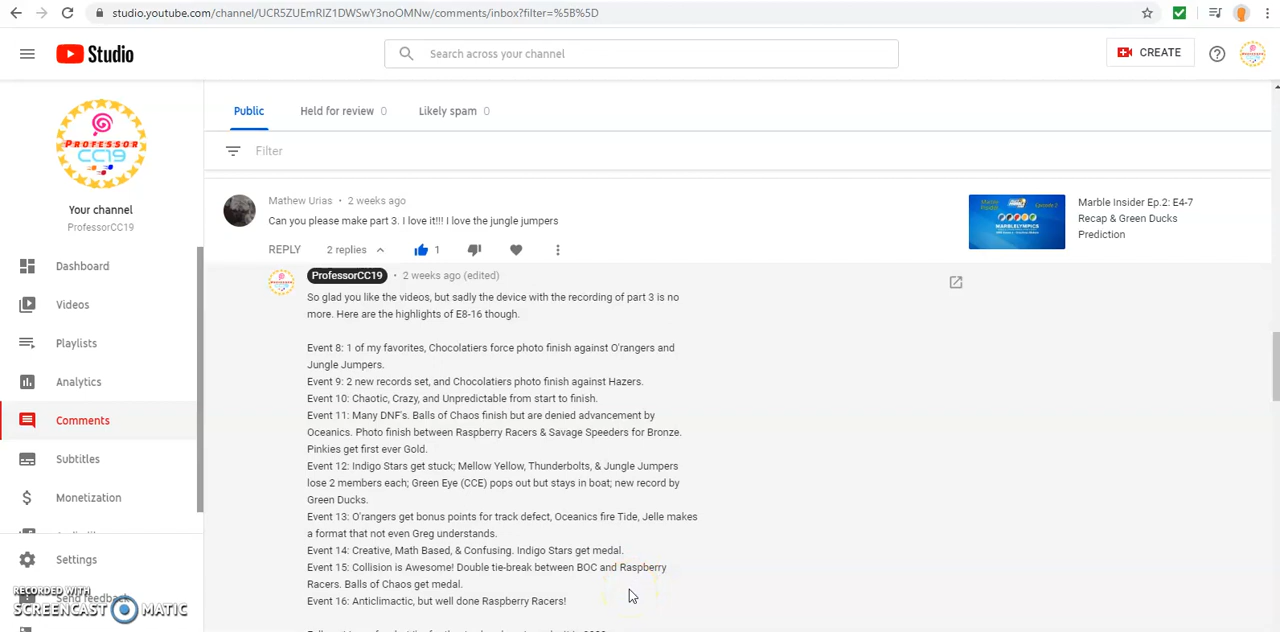 studio.youtube.com/channel/UCR5ZUEmRIZ1DWSwY3noOMNw/comments/inbox?filter=%5B%5D
Studio
Search across your channel
CREATE
PROFESSOR
CC19
Your channel
ProfessorCC19
Dashboard
Videos
Playlists
Analytics
Comments
Subtitles
Monetization
Settings
Send feedback
RECORDED WITH
SCREENCAST MATIC
Public
Held for review 0
Likely spam 0
Filter
Mathew Urias • 2 weeks ago
Can you please make part 3. I love it!!! I love the jungle jumpers
REPLY 2 replies 1
Marble Insider Ep.2: E4-7
Recap & Green Ducks
Prediction
MARBLELYMPICS
ProfessorCC19 • 2 weeks ago (edited)
So glad you like the videos, but sadly the device with the recording of part 3 is no
more. Here are the highlights of E8-16 though.
Event 8: 1 of my favorites, Chocolatiers force photo finish against O'rangers and
Jungle Jumpers.
Event 9: 2 new records set, and Chocolatiers photo finish against Hazers.
Event 10: Chaotic, Crazy, and Unpredictable from start to finish.
Event 11: Many DNF's. Balls of Chaos finish but are denied advancement by
Oceanics. Photo finish between Raspberry Racers & Savage Speeders for Bronze.
Pinkies get first ever Gold.
Event 12: Indigo Stars get stuck; Mellow Yellow, Thunderbolts, & Jungle Jumpers
lose 2 members each; Green Eye (CCE) pops out but stays in boat; new record by
Green Ducks.
Event 13: O'rangers get bonus points for track defect, Oceanics fire Tide, Jelle makes
a format that not even Greg understands.
Event 14: Creative, Math Based, & Confusing. Indigo Stars get medal.
Event 15: Collision is Awesome! Double tie-break between BOC and Raspberry
Racers. Balls of Chaos get medal.
Event 16: Anticlimactic, but well done Raspberry Racers!